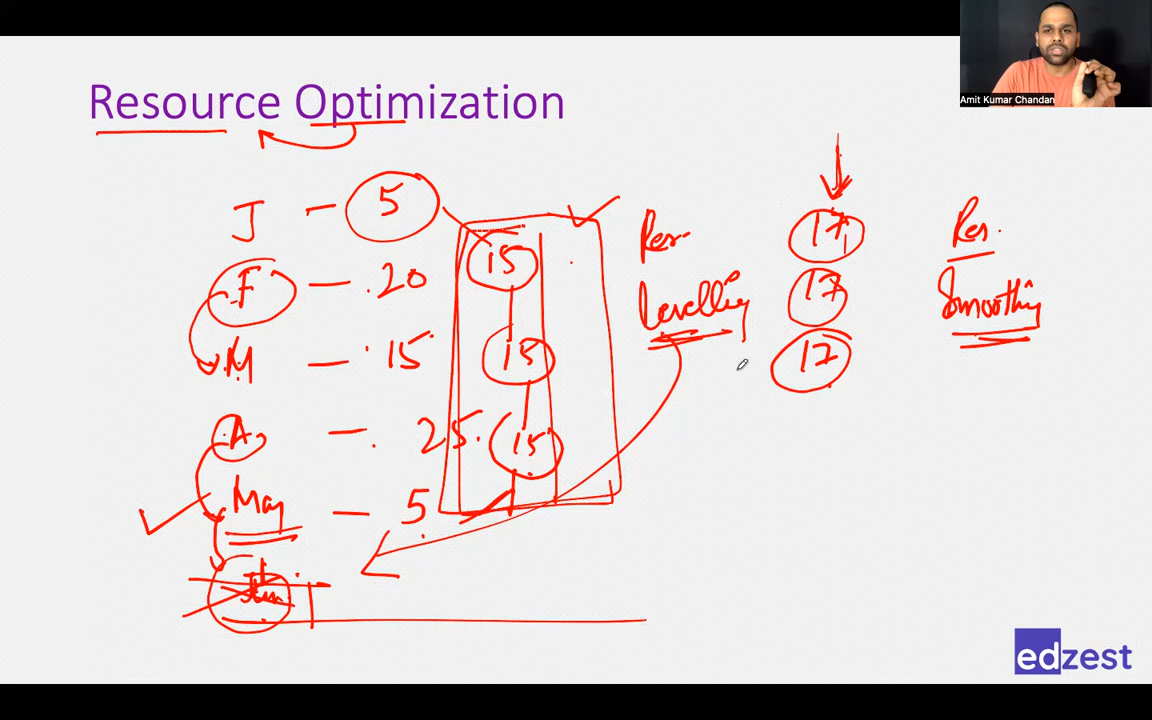 Amit Kumar Chandan
Resource Optimization
J - 5
F - 20
M - 15
A - 25
May - 5
15
15
15
Res.
Levelling
17
17
17
Res.
Smoothing
edzest